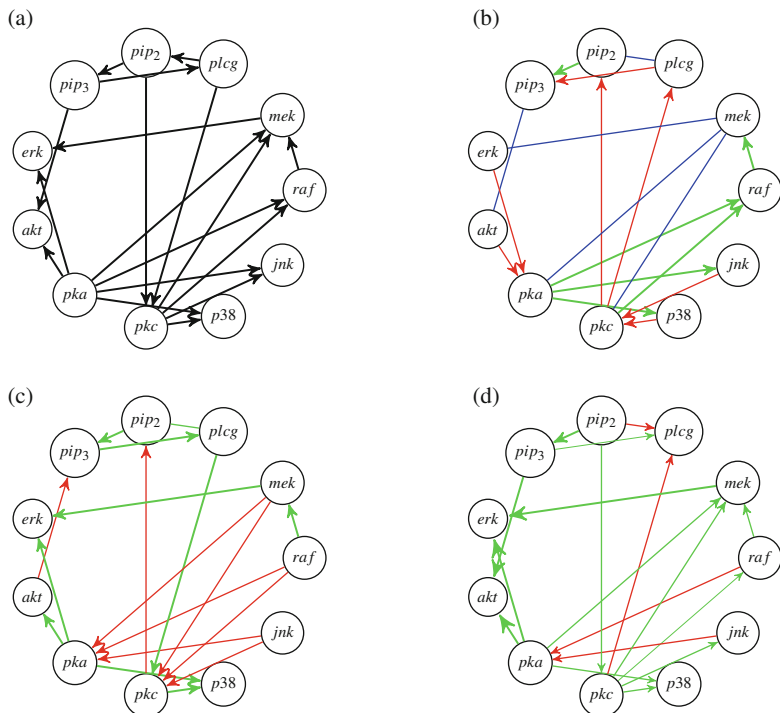 (a)
pip2
plcg
pip3
mek
erk
raf
akt
jnk
pka
pkc
p38
(b)
pip2
plcg
pip3
mek
erk
raf
akt
jnk
pka
pkc
p38
(c)
pip2
plcg
pip3
mek
erk
raf
akt
jnk
pka
pkc
p38
(d)
pip2
plcg
pip3
mek
erk
raf
akt
jnk
pka
pkc
p38